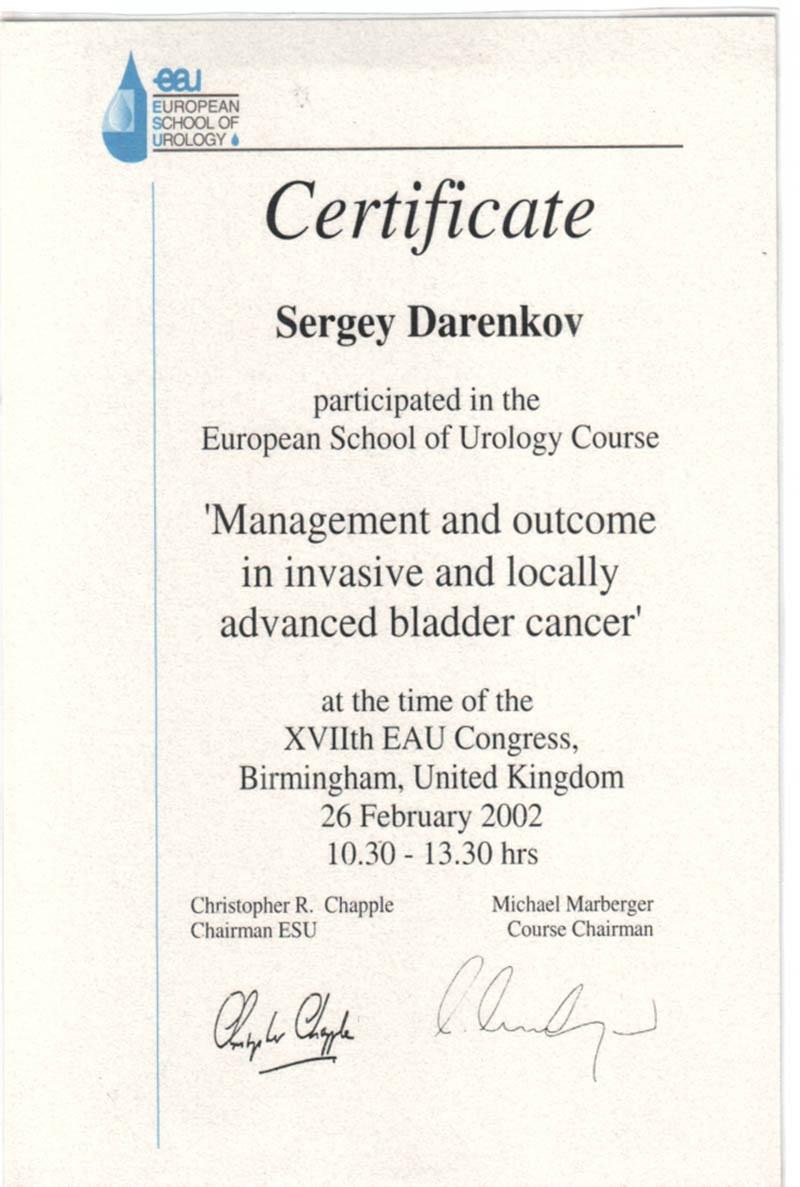 eau
EUROPEAN
SCHOOL OF
UROLOGY
Certificate
Sergey Darenkov
participated in the
European School of Urology Course
'Management and outcome
in invasive and locally
advanced bladder cancer'
at the time of the
XVIIth EAU Congress,
Birmingham, United Kingdom
26 February 2002
10.30 - 13.30 hrs
Christopher R. Chapple
Chairman ESU
Michael Marberger
Course Chairman
Christopher Chapple